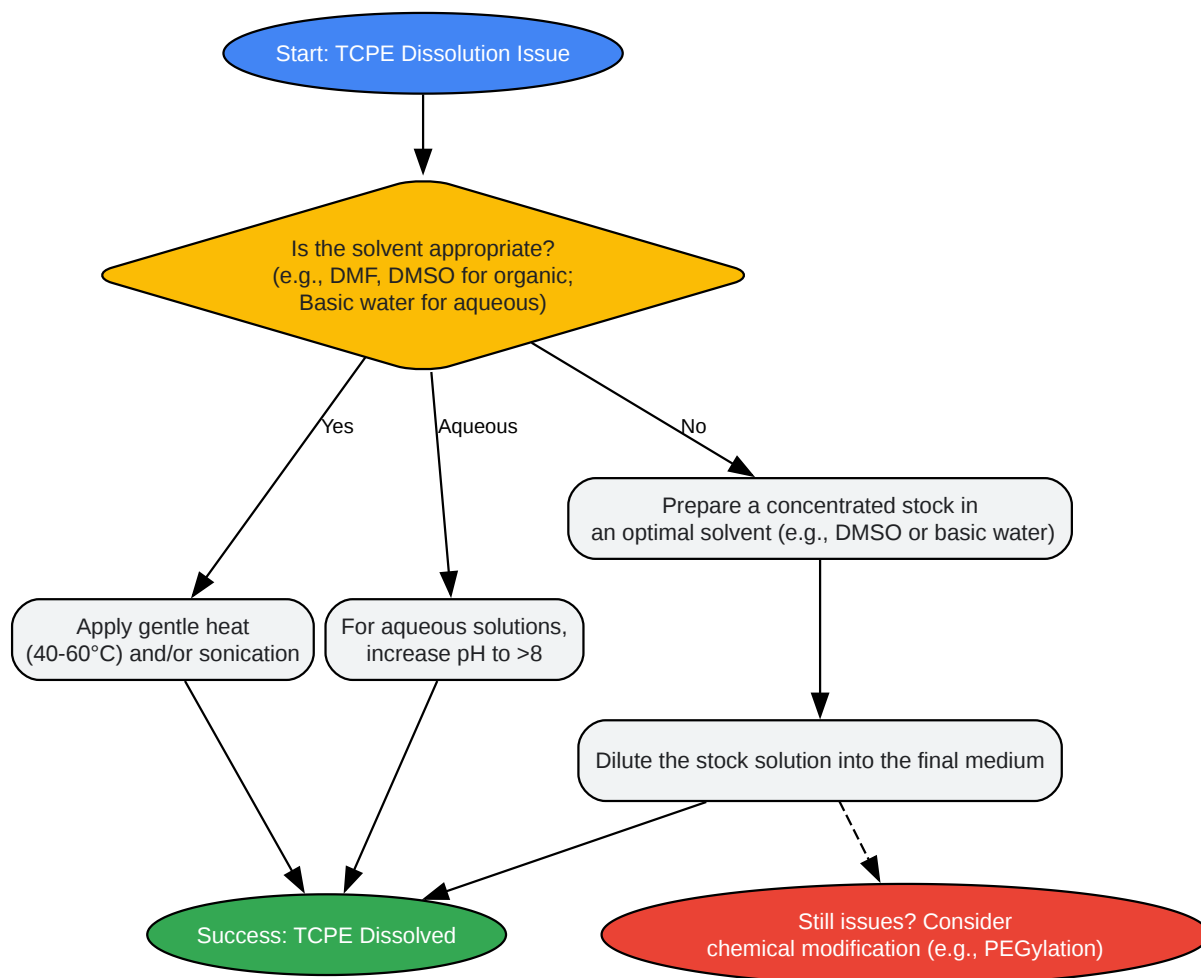 Start: TCPE Dissolution Issue
Is the solvent appropriate?
(e.g., DMF, DMSO for organic;
Basic water for aqueous)
Yes
Aqueous
No
Prepare a concentrated stock in
an optimal solvent (e.g., DMSO or basic water)
Apply gentle heat
(40-60°C) and/or sonication
For aqueous solutions,
increase pH to >8
Dilute the stock solution into the final medium
Success: TCPE Dissolved
Still issues? Consider
chemical modification (e.g., PEGylation)